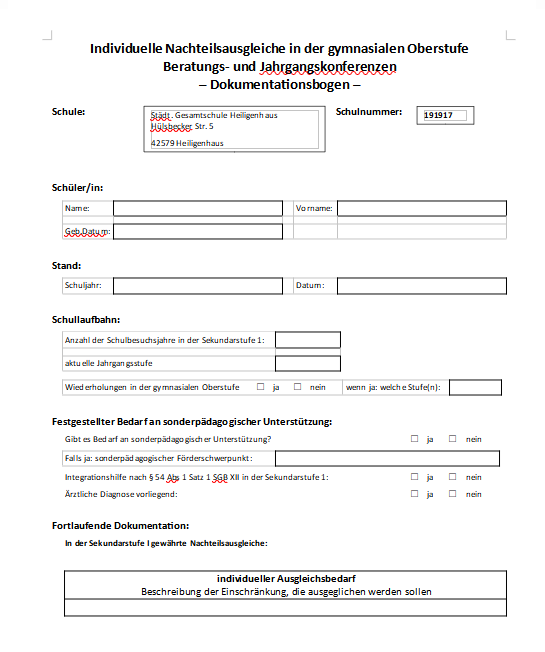 Individuelle Nachteilsausgleiche in der gymnasialen Oberstufe
Beratungs- und Jahrgangskonferenzen
– Dokumentationsbogen –
Schule: Städt. Gesamtschule Heiligenhaus Schulnummer: 191917
Hülsbecker Str. 5
42579 Heiligenhaus
Schüler/in:
Name: Vorname:
Geb.Datum:
Stand:
Schuljahr: Datum:
Schullaufbahn:
Anzahl der Schulbesuchsjahre in der Sekundarstufe 1:
aktuelle Jahrgangsstufe
Wiederholungen in der gymnasialen Oberstufe ☐ ja ☐ nein wenn ja: welche Stufe(n):
Festgestellter Bedarf an sonderpädagogischer Unterstützung:
Gibt es Bedarf an sonderpädagogischer Unterstützung? ☐ ja ☐ nein
Falls ja: sonderpädagogischer Förderschwerpunkt:
Integrationshilfe nach § 54 Abs 1 Satz 1 SGB XII in der Sekundarstufe 1: ☐ ja ☐ nein
Ärztliche Diagnose vorliegend: ☐ ja ☐ nein
Fortlaufende Dokumentation:
In der Sekundarstufe I gewährte Nachteilsausgleiche:
individueller Ausgleichsbedarf
Beschreibung der Einschränkung, die ausgeglichen werden sollen